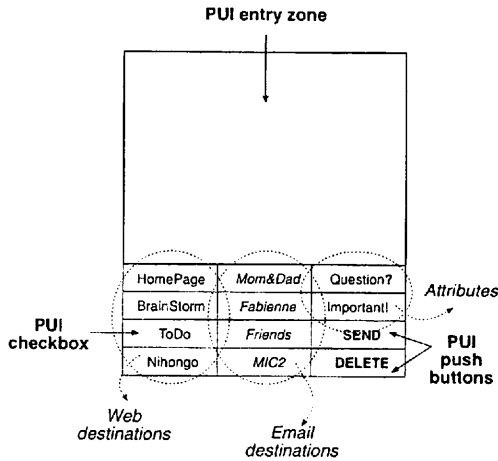 PUI entry zone
HomePage Mom&Dad Question?
BrainStorm Fabienne Important!
ToDo Friends SEND
Nihongo MIC2 DELETE
Attributes
PUI
checkbox
PUI
push
buttons
Web
destinations
Email
destinations